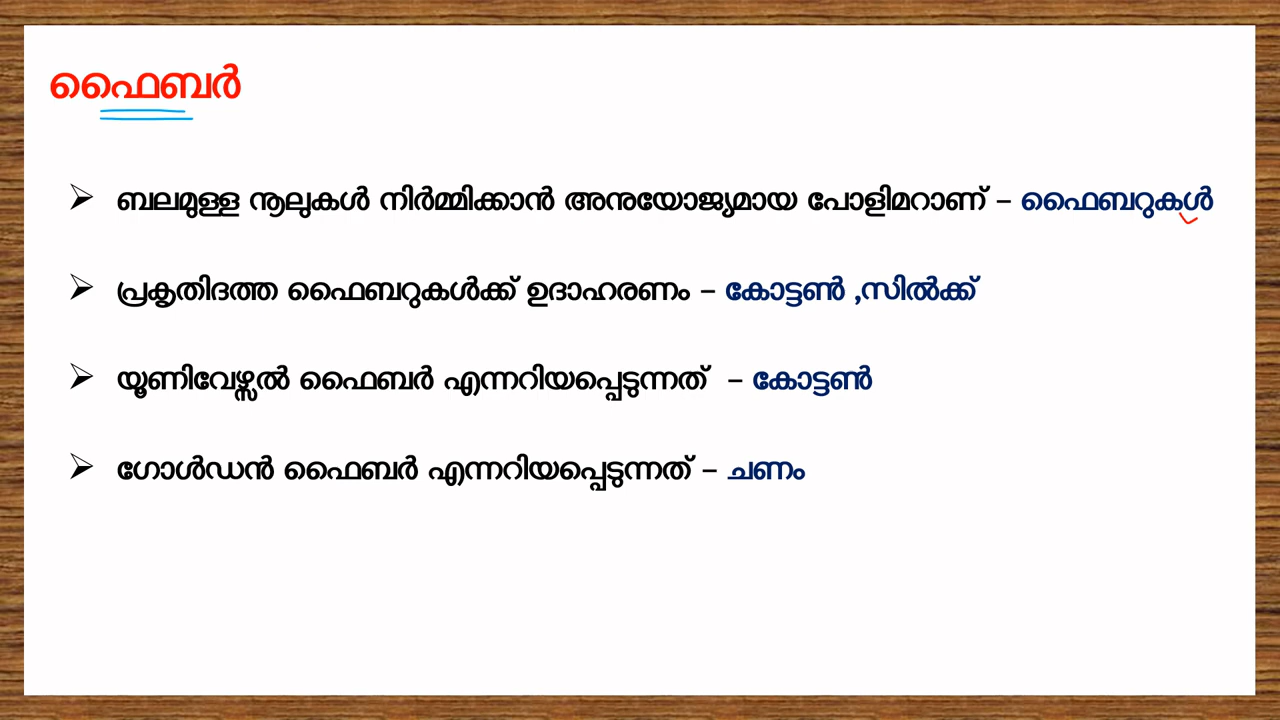 ഫൈബർ
➢ ബലമുള്ള നൂലുകൾ നിർമ്മിക്കാൻ അനുയോജ്യമായ പോളിമറാണ് – ഫൈബറുകൾ
➢ പ്രകൃതിദത്ത ഫൈബറുകൾക്ക് ഉദാഹരണം – കോട്ടൺ ,സിൽക്ക്
➢ യൂണിവേഴ്സൽ ഫൈബർ എന്നറിയപ്പെടുന്നത് – കോട്ടൺ
➢ ഗോൾഡൻ ഫൈബർ എന്നറിയപ്പെടുന്നത് – ചണം